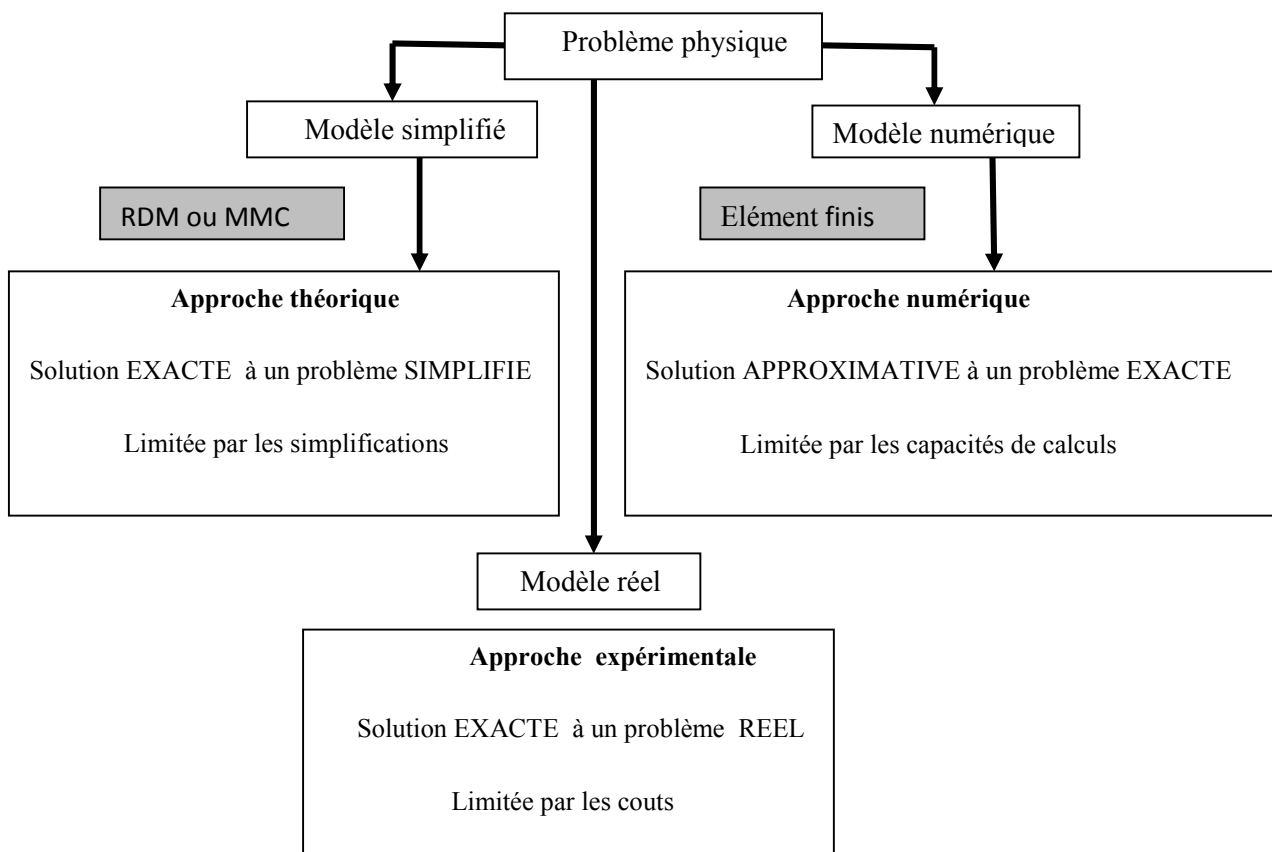 Problème physique
Modèle simplifié
Modèle numérique
RDM ou MMC
Elément finis
Approche théorique
Solution EXACTE à un problème SIMPLIFIE
Limitée par les simplifications
Approche numérique
Solution APPROXIMATIVE à un problème EXACTE
Limitée par les capacités de calculs
Modèle réel
Approche expérimentale
Solution EXACTE à un problème REEL
Limitée par les couts